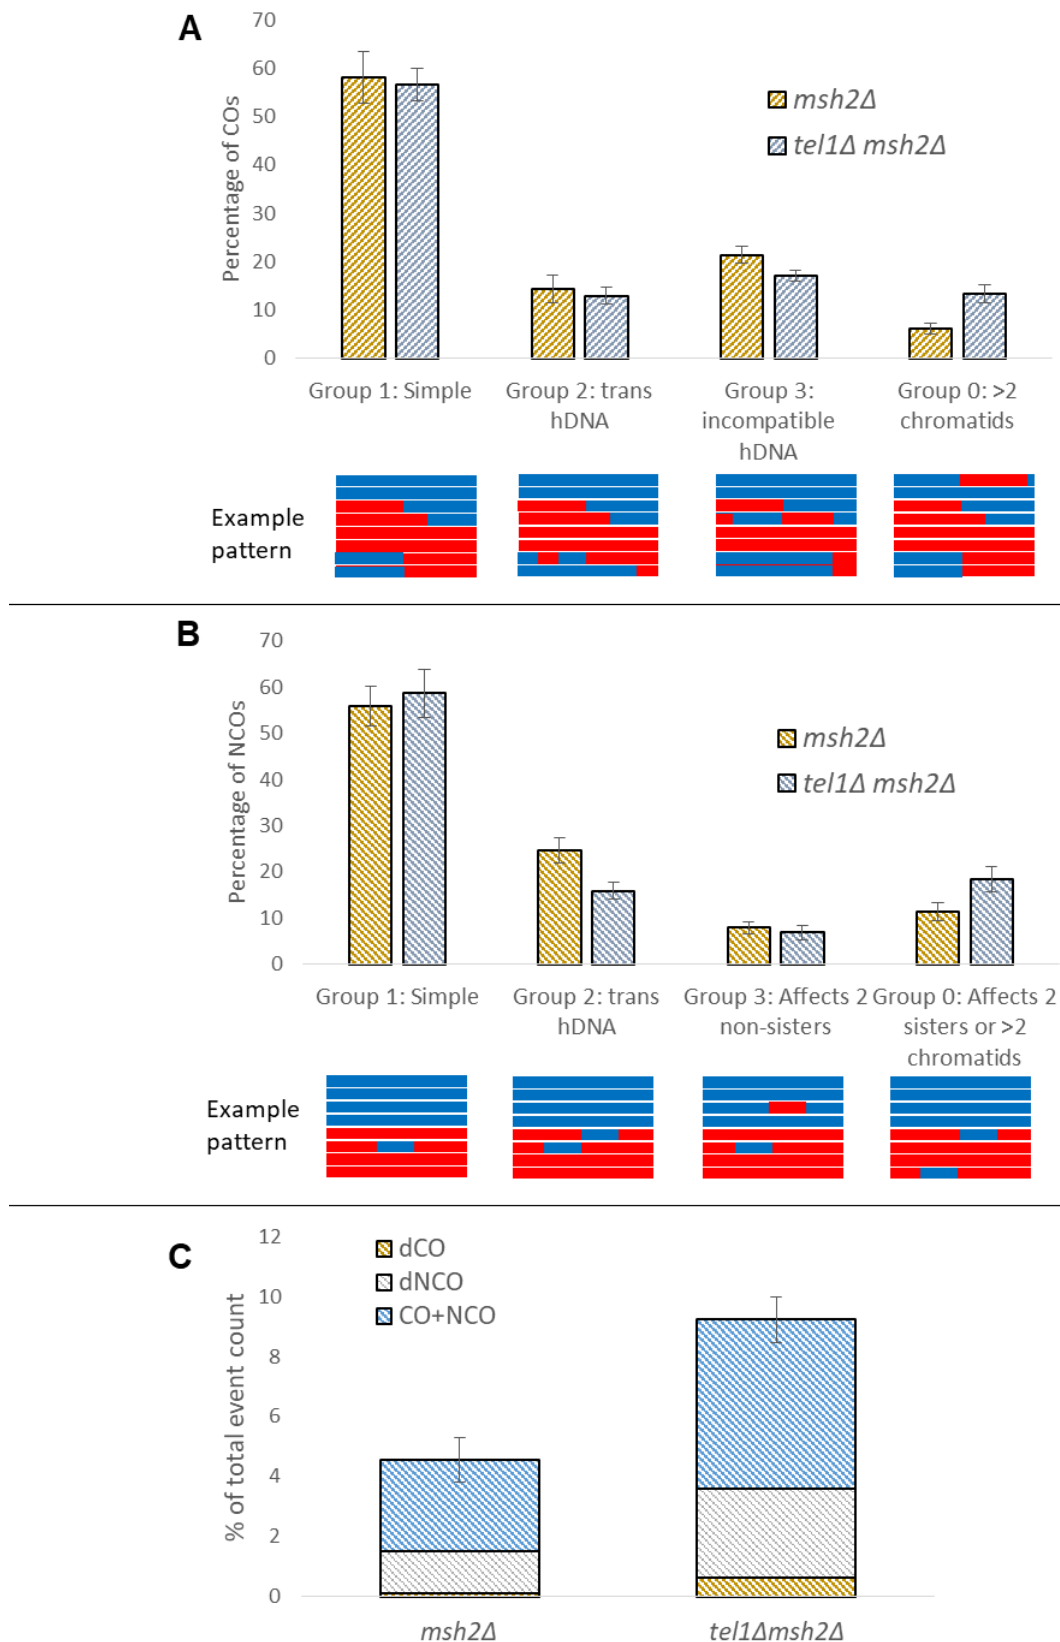 A
70
60
50
40
30
20
10
0
Percentage of COs
msh2Δ
tel1Δ msh2Δ
Group 1: Simple
Group 2: trans
hDNA
Group 3:
incompatible
hDNA
Group 0: >2
chromatids
Example
pattern
B
70
60
50
40
30
20
10
0
Percentage of NCOs
msh2Δ
tel1Δ msh2Δ
Group 1: Simple
Group 2: trans
hDNA
Group 3: Affects 2
non-sisters
Group 0: Affects 2
sisters or >2
chromatids
Example
pattern
C
12
10
8
6
4
2
0
% of total event count
dCO
dNCO
CO+NCO
msh2Δ
tel1Δmsh2Δ